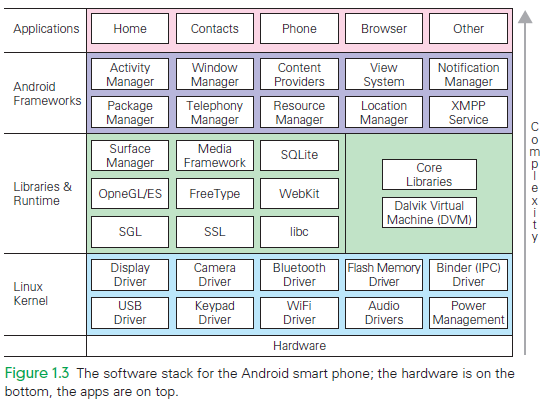 Applications
Home
Contacts
Phone
Browser
Other
Android
Frameworks
Activity
Manager
Window
Manager
Content
Providers
View
System
Notification
Manager
Package
Manager
Telephony
Manager
Resource
Manager
Location
Manager
XMPP
Service
Libraries &
Runtime
Surface
Manager
Media
Framework
SQLite
OpneGL/ES
FreeType
WebKit
SGL
SSL
libc
Core
Libraries
Dalvik Virtual
Machine (DVM)
Linux
Kernel
Display
Driver
Camera
Driver
Bluetooth
Driver
Flash Memory
Driver
Binder (IPC)
Driver
USB
Driver
Keypad
Driver
WiFi
Driver
Audio
Drivers
Power
Management
Hardware
Complexity
Figure 1.3 The software stack for the Android smart phone; the hardware is on the
bottom, the apps are on top.